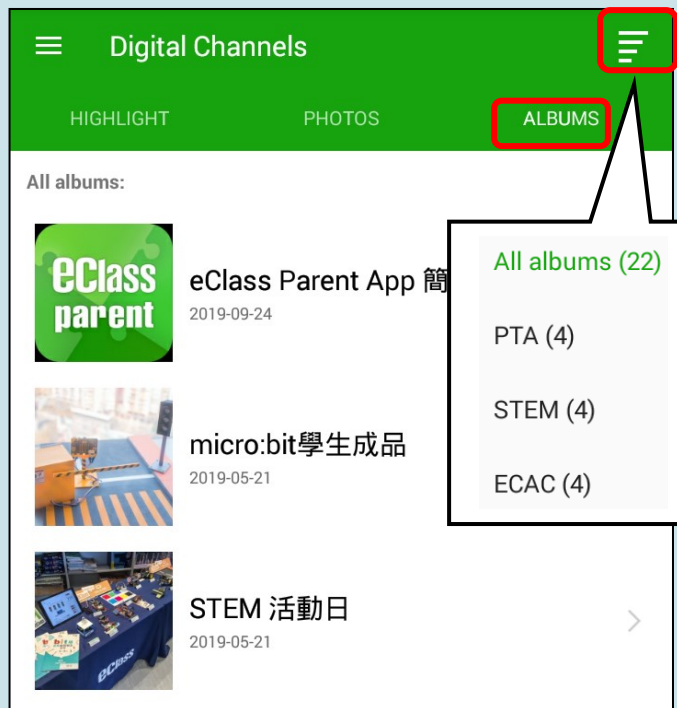 Digital Channels
HIGHLIGHT
PHOTOS
ALBUMS
All albums:
eClass
parent
eClass Parent App 簡
2019-09-24
micro:bit學生成品
2019-05-21
STEM 活動日
2019-05-21
eClass
All albums (22)
PTA (4)
STEM (4)
ECAC (4)